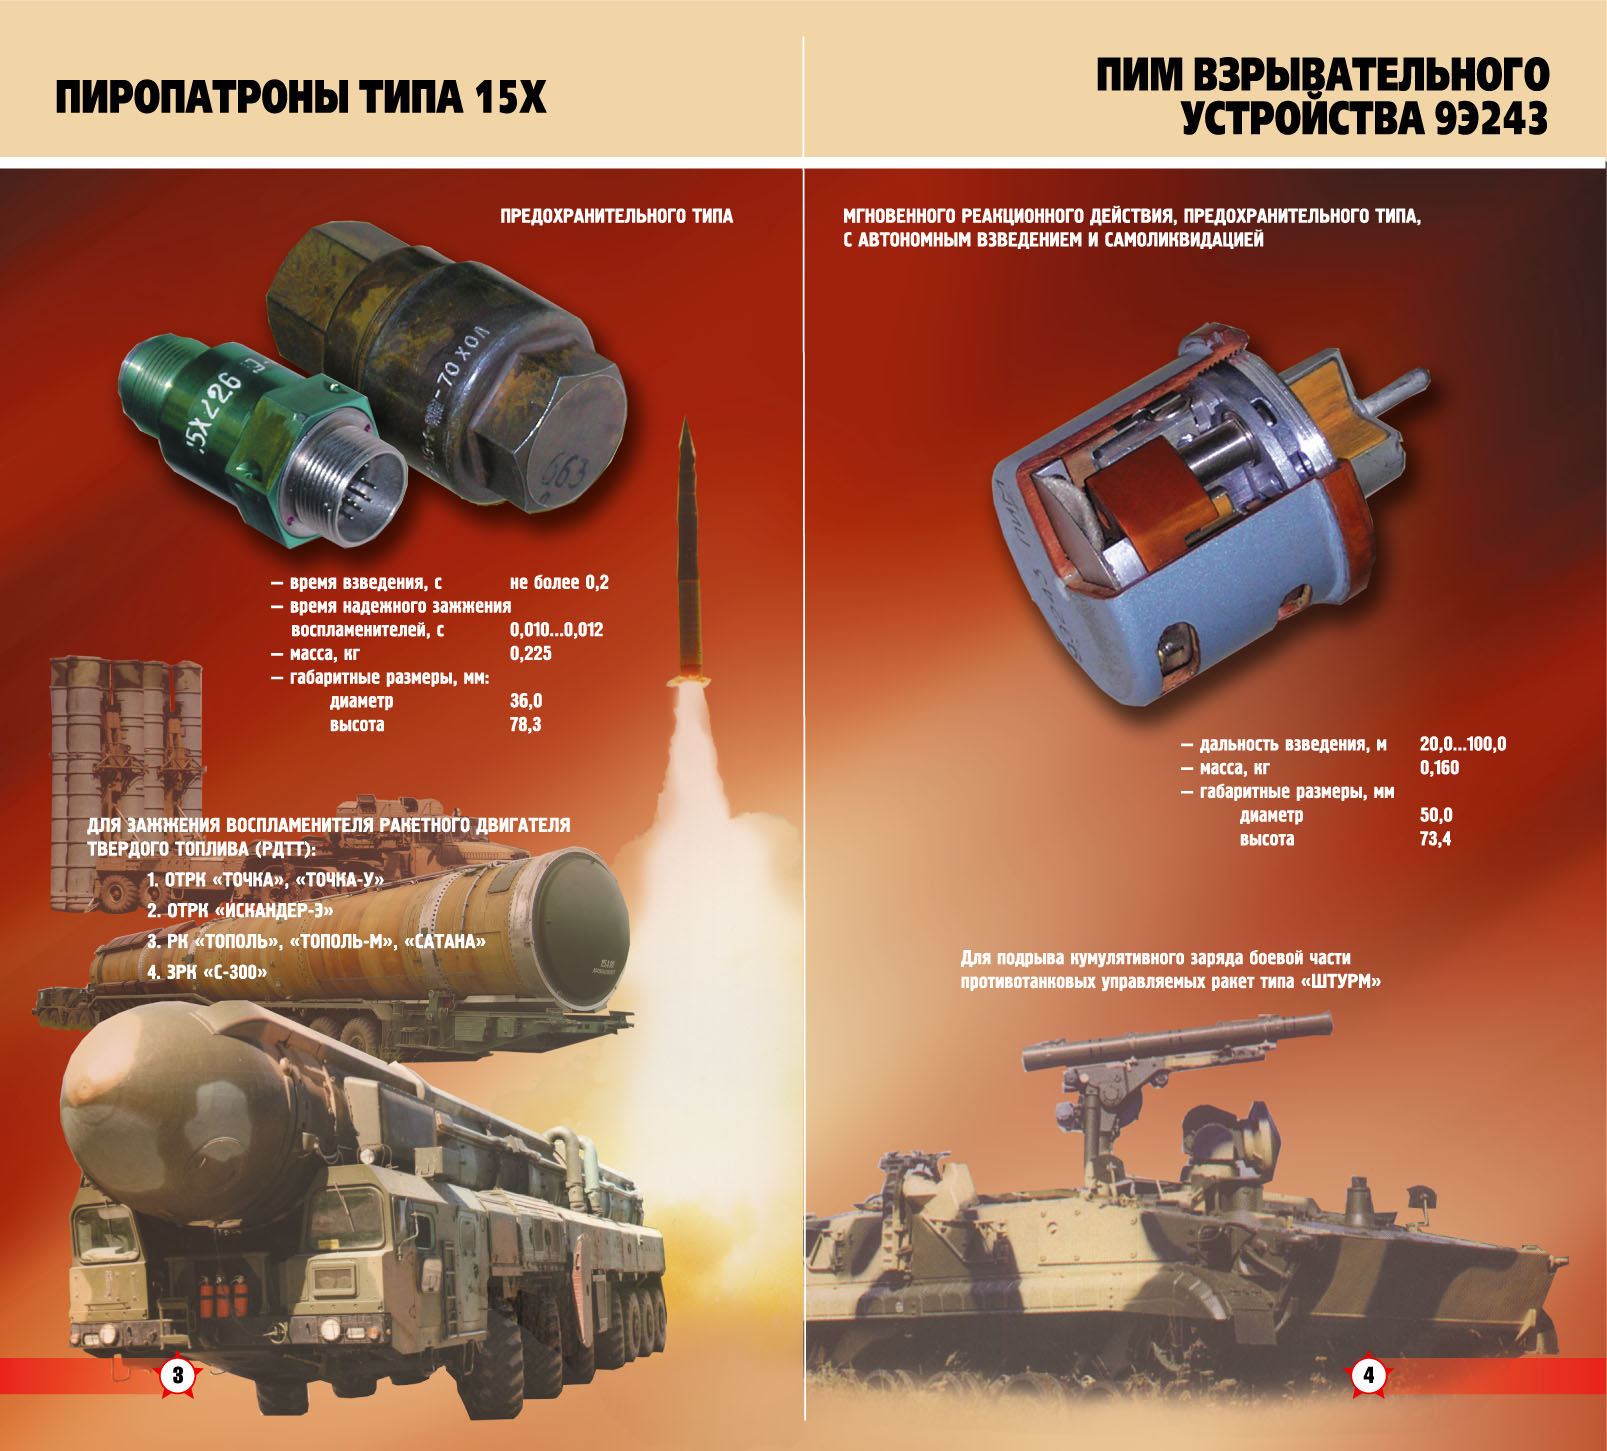 ПИРОПАТРОНЫ ТИПА 15Х
ПРЕДОХРАНИТЕЛЬНОГО ТИПА
-70 ХОЛ
5Х226
663
– время взведения, с не более 0,2
– время надежного зажжения
воспламенителей, с 0,010...0,012
– масса, кг 0,225
– габаритные размеры, мм:
диаметр 36,0
высота 78,3
ДЛЯ ЗАЖЖЕНИЯ ВОСПЛАМЕНИТЕЛЯ РАКЕТНОГО ДВИГАТЕЛЯ
ТВЕРДОГО ТОПЛИВА (РДТТ):
1. ОТРК «ТОЧКА», «ТОЧКА-У»
2. ОТРК «ИСКАНДЕР-Э»
3. РК «ТОПОЛЬ», «ТОПОЛЬ-М», «САТАНА»
4. ЗРК «С-300»
3
ПИМ ВЗРЫВАТЕЛЬНОГО
УСТРОЙСТВА 9Э243
МГНОВЕННОГО РЕАКЦИОННОГО ДЕЙСТВИЯ, ПРЕДОХРАНИТЕЛЬНОГО ТИПА,
С АВТОНОМНЫМ ВЗВЕДЕНИЕМ И САМОЛИКВИДАЦИЕЙ
– дальность взведения, м 20,0...100,0
– масса, кг 0,160
– габаритные размеры, мм
диаметр 50,0
высота 73,4
Для подрыва кумулятивного заряда боевой части
противотанковых управляемых ракет типа «ШТУРМ»
4